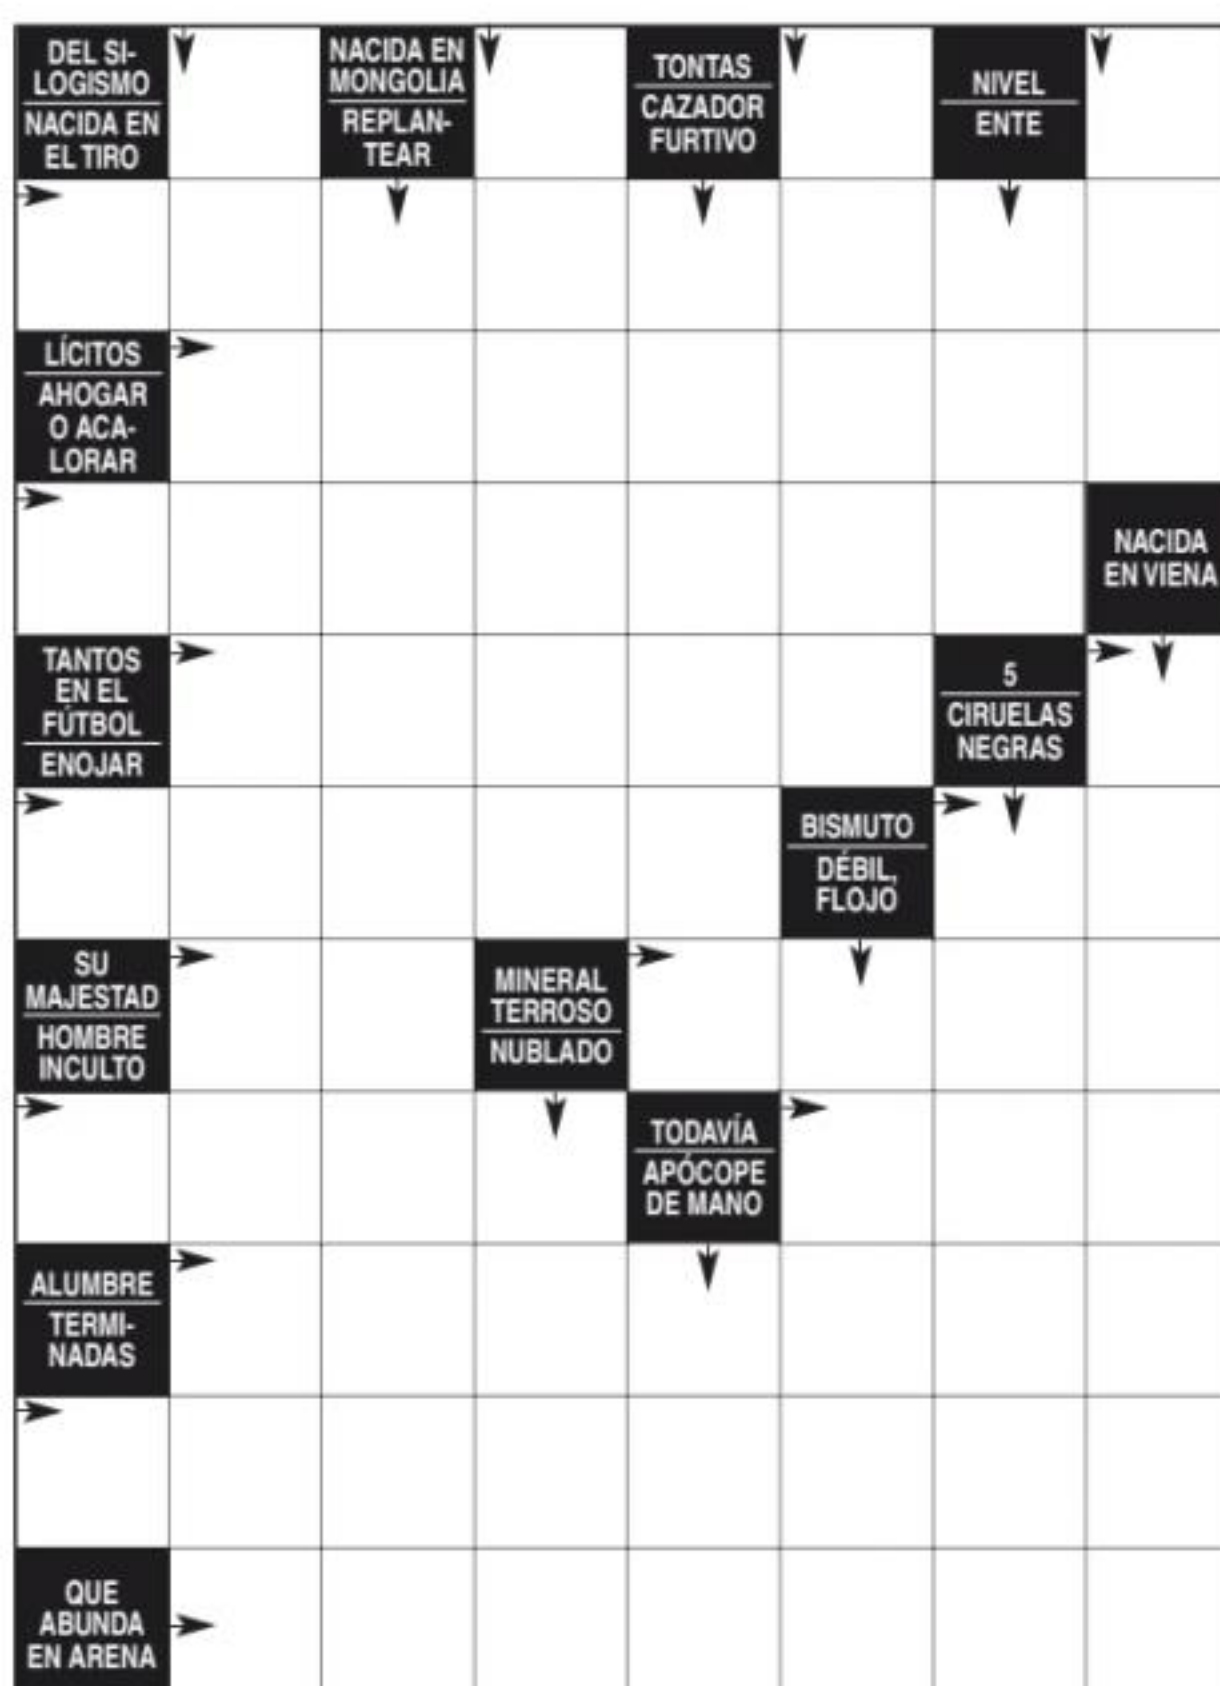 DEL SI-
LOGISMO
NACIDA EN
EL TIRO
NACIDA EN
MONGOLIA
REPLAN-
TEAR
TONTAS
CAZADOR
FURTIVO
NIVEL
ENTE
LÍCITOS
AHOGAR
O ACA-
LORAR
NACIDA
EN VIENA
TANTOS
EN EL
FÚTBOL
ENOJAR
5
CIRUELAS
NEGRAS
BISMUTO
DÉBIL,
FLOJO
SU
MAJESTAD
HOMBRE
INCULTO
MINERAL
TERROSO
NUBLADO
TODAVÍA
APÓCOPE
DE MANO
ALUMBRE
TERMI-
NADAS
QUE
ABUNDA
EN ARENA